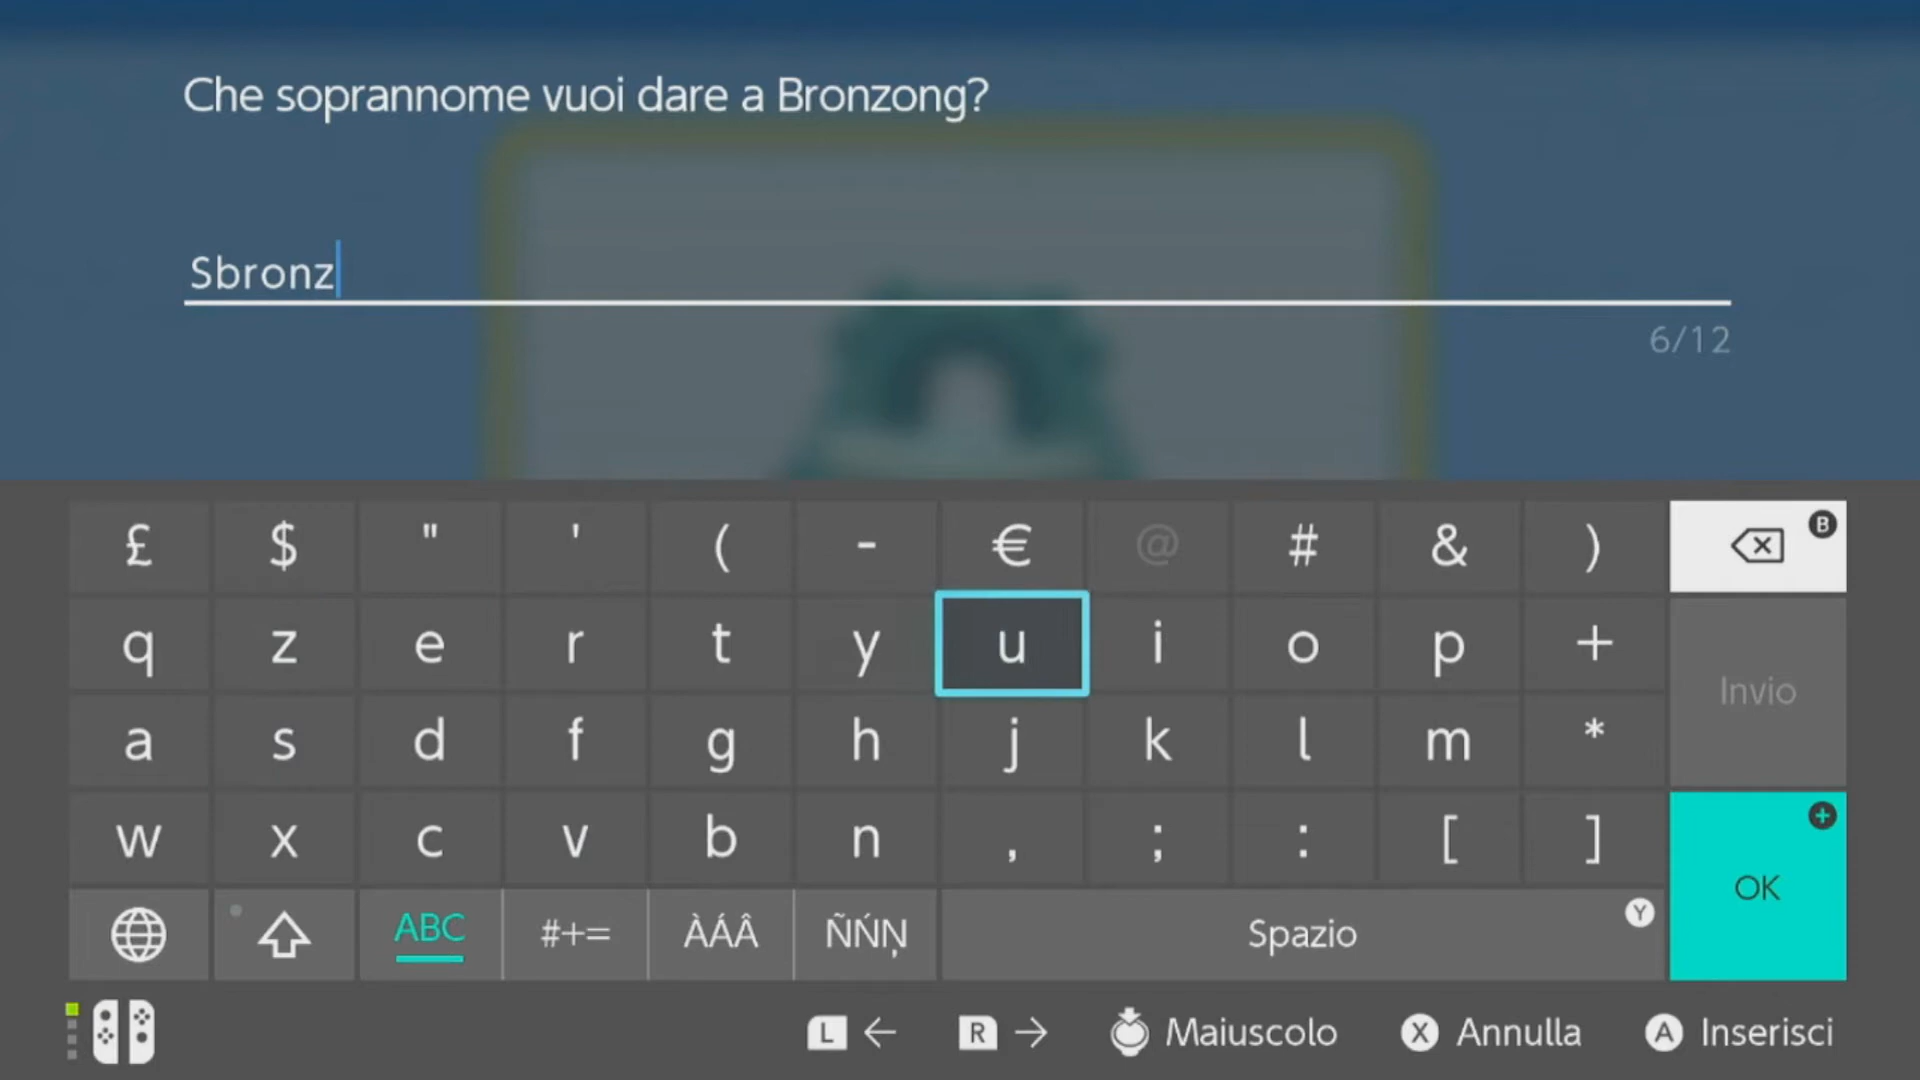 Che soprannome vuoi dare a Bronzong?
Sbronz
6/12
£ $ " ' ( - € @ # & ) B
q z e r t y u i o p +
Invio
a s d f g h j k l m *
w x c v b n , ; : [ ]
+ OK
ABC #+= ÀÁÂ ÑŃŅ Spazio Y
L ← R → Maiuscolo X Annulla A Inserisci